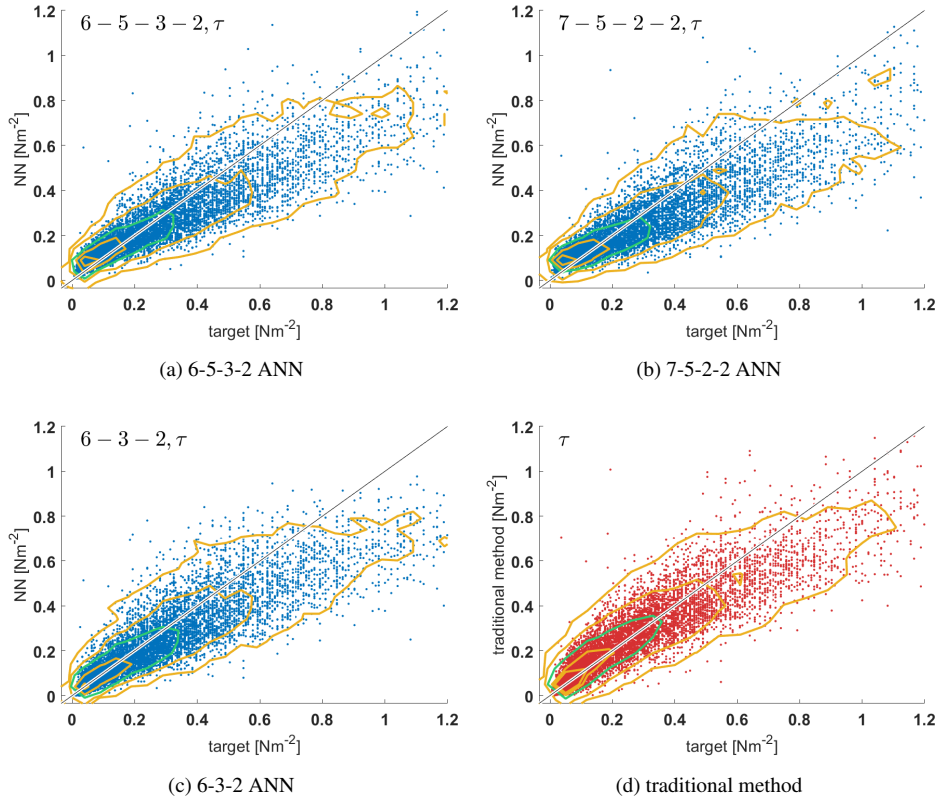 6 − 5 − 3 − 2, τ
1.2
1
0.8
0.6
0.4
0.2
0
NN [Nm-2]
0 0.2 0.4 0.6 0.8 1 1.2
target [Nm-2]
(a) 6-5-3-2 ANN
7 − 5 − 2 − 2, τ
1.2
1
0.8
0.6
0.4
0.2
0
NN [Nm-2]
0 0.2 0.4 0.6 0.8 1 1.2
target [Nm-2]
(b) 7-5-2-2 ANN
6 − 3 − 2, τ
1.2
1
0.8
0.6
0.4
0.2
0
NN [Nm-2]
0 0.2 0.4 0.6 0.8 1 1.2
target [Nm-2]
(c) 6-3-2 ANN
τ
1.2
1
0.8
0.6
0.4
0.2
0
traditional method [Nm-2]
0 0.2 0.4 0.6 0.8 1 1.2
target [Nm-2]
(d) traditional method